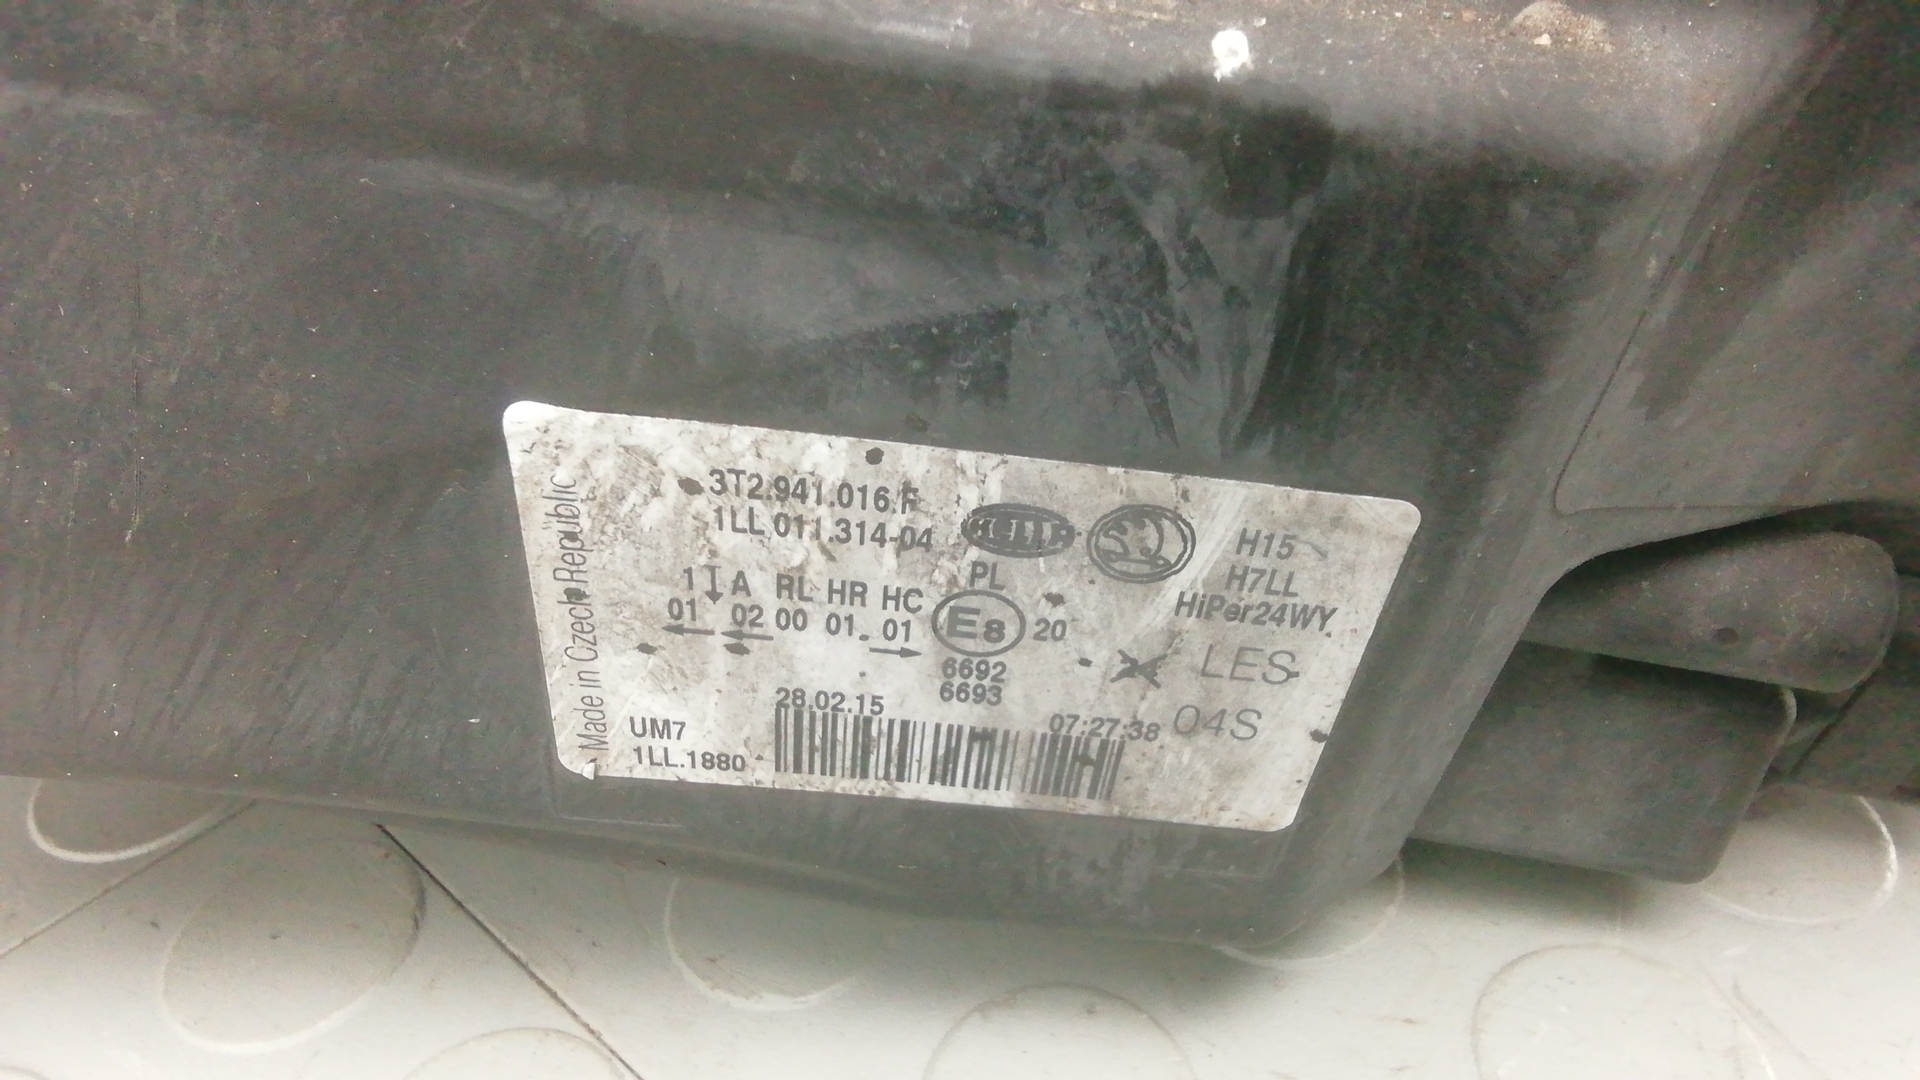 3T2.941.016.F
1LL 011.314-04
HELLA
H15
H7LL
HiPer24WY
PL
1 A RL HR HC
01 02 00 01 01
E8 20
6692
6693
LES
04S
28.02.15
07:27:38
UM7
1LL.1880
Made in Czech Republic